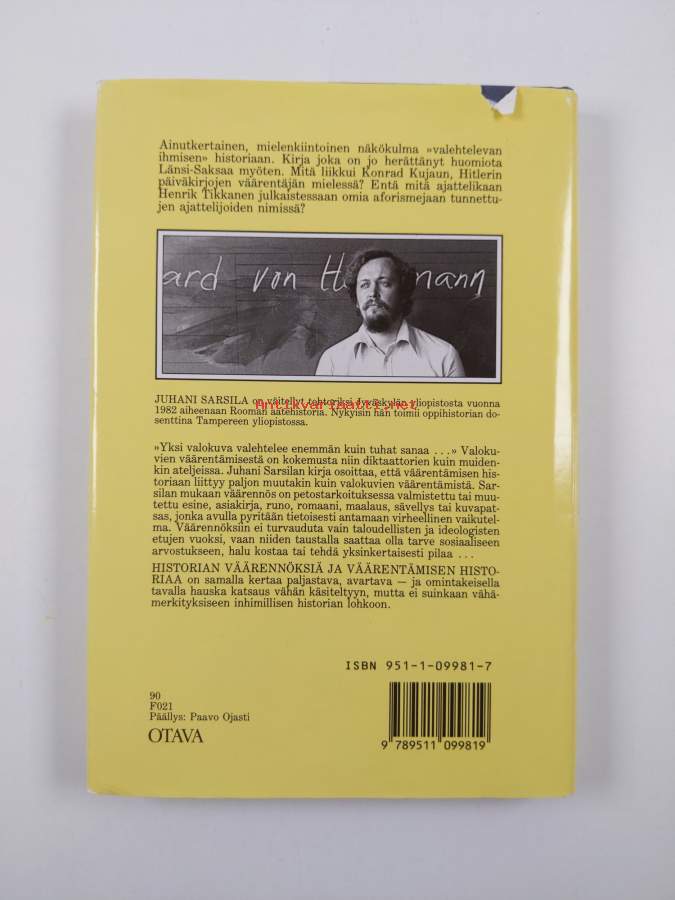 Ainutkertainen, mielenkiintoinen näkökulma »valehtelevan
ihmisen» historiaan. Kirja joka on jo herättänyt huomiota
Länsi-Saksaa myöten. Mitä liikkui Konrad Kujaun, Hitlerin
päiväkirjojen väärentäjän mielessä? Entä mitä ajattelikaan
Henrik Tikkanen julkaistessaan omia aforismejaan tunnettu-
jen ajattelijoiden nimissä?
ard von H mann
JUHANI SARSILA on väitellyt tohtoriksi Jyväskylän yliopistosta vuonna
Antikvariaatti.net
1982 aiheenaan Rooman aatehistoria. Nykyisin hän toimii oppihistorian do-
senttina Tampereen yliopistossa.
»Yksi valokuva valehtelee enemmän kuin tuhat sanaa ...» Valoku-
vien väärentämisestä on kokemusta niin diktaattorien kuin muiden-
kin ateljeissa. Juhani Sarsilan kirja osoittaa, että väärentämisen his-
toriaan liittyy paljon muutakin kuin valokuvien väärentämistä. Sar-
silan mukaan väärennös on petostarkoituksessa valmistettu tai muu-
tettu esine, asiakirja, runo, romaani, maalaus, sävellys tai kuvapat-
sas, jonka avulla pyritään tietoisesti antamaan virheellinen vaikutel-
ma. Väärennöksiin ei turvauduta vain taloudellisten ja ideologisten
etujen vuoksi, vaan niiden taustalla saattaa olla tarve sosiaaliseen
arvostukseen, halu kostaa tai tehdä yksinkertaisesti pilaa ...
HISTORIAN VÄÄRENNÖKSIÄ JA VÄÄRENTÄMISEN HISTO-
RIAA on samalla kertaa paljastava, avartava — ja omintakeisella
tavalla hauska katsaus vähän käsiteltyyn, mutta ei suinkaan vähä-
merkityksiseen inhimillisen historian lohkoon.
ISBN 951-1-09981-7
90
F021
Päällys: Paavo Ojasti
OTAVA
9 789511 099819